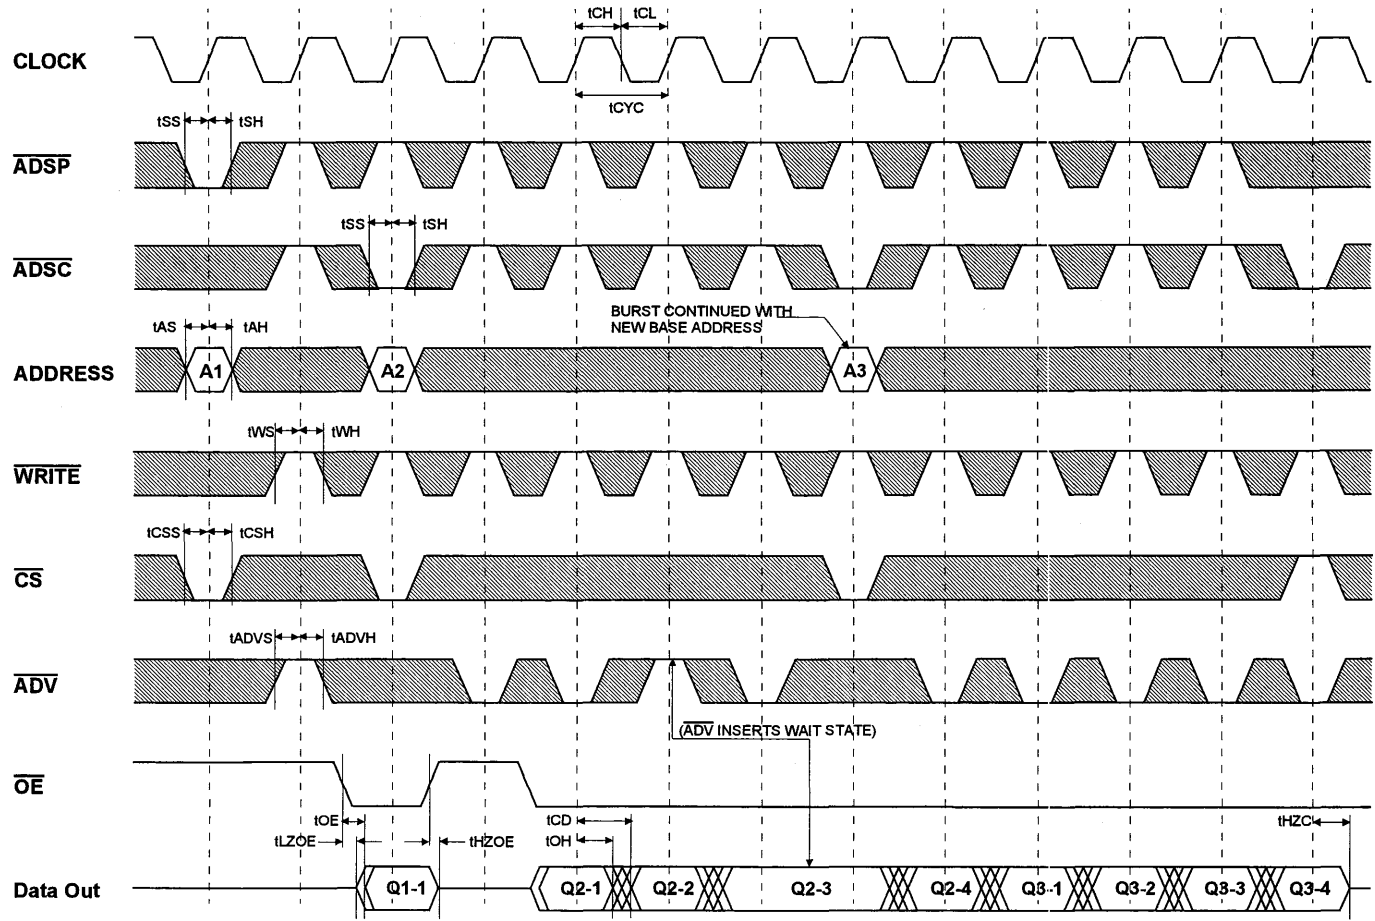 tCH tCL
CLOCK
tCYC
tSS tSH
ADSP
tSS tSH
ADSC
BURST CONTINUED WITH
NEW BASE ADDRESS
tAS tAH
ADDRESS A1 A2 A3
tWS tWH
WRITE
tCSS tCSH
CS
tADVS tADVH
ADV
(ADV INSERTS WAIT STATE)
OE
tOE tCD tHZC
tLZOE tHZOE tOH
Data Out Q1-1 Q2-1 Q2-2 Q2-3 Q2-4 Q3-1 Q3-2 Q3-3 Q3-4